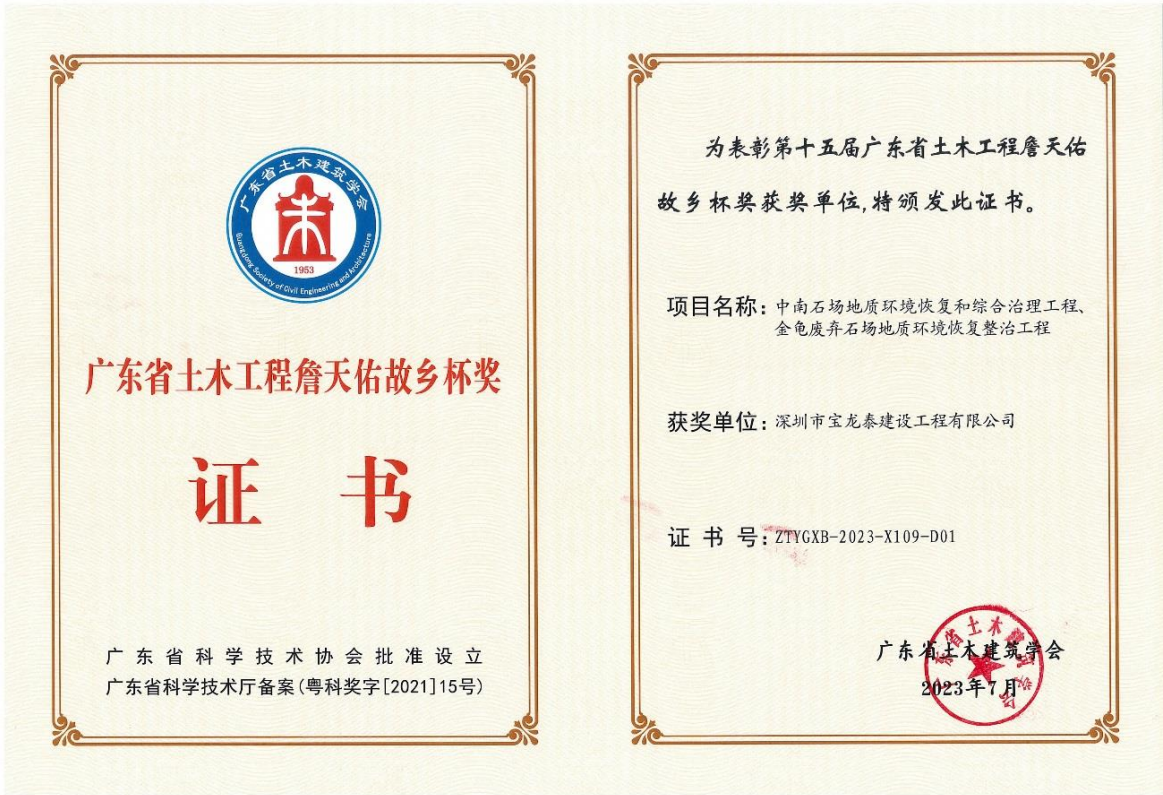 广东省土木建筑学会
1953
Guangdong Society of Civil Engineering and Architecture
广东省土木工程詹天佑故乡杯奖
证 书
广东省科学技术协会批准设立
广东省科学技术厅备案(粤科奖字[2021]15号)
为表彰第十五届广东省土木工程詹天佑
故乡杯奖获奖单位,特颁发此证书。
项目名称: 中南石场地质环境恢复和综合治理工程、
金龟废弃石场地质环境恢复整治工程
获奖单位: 深圳市宝龙泰建设工程有限公司
证 书 号: ZTYGXB-2023-X109-D01
广东省土木建筑学会
2023年7月
广东省土木建筑学会